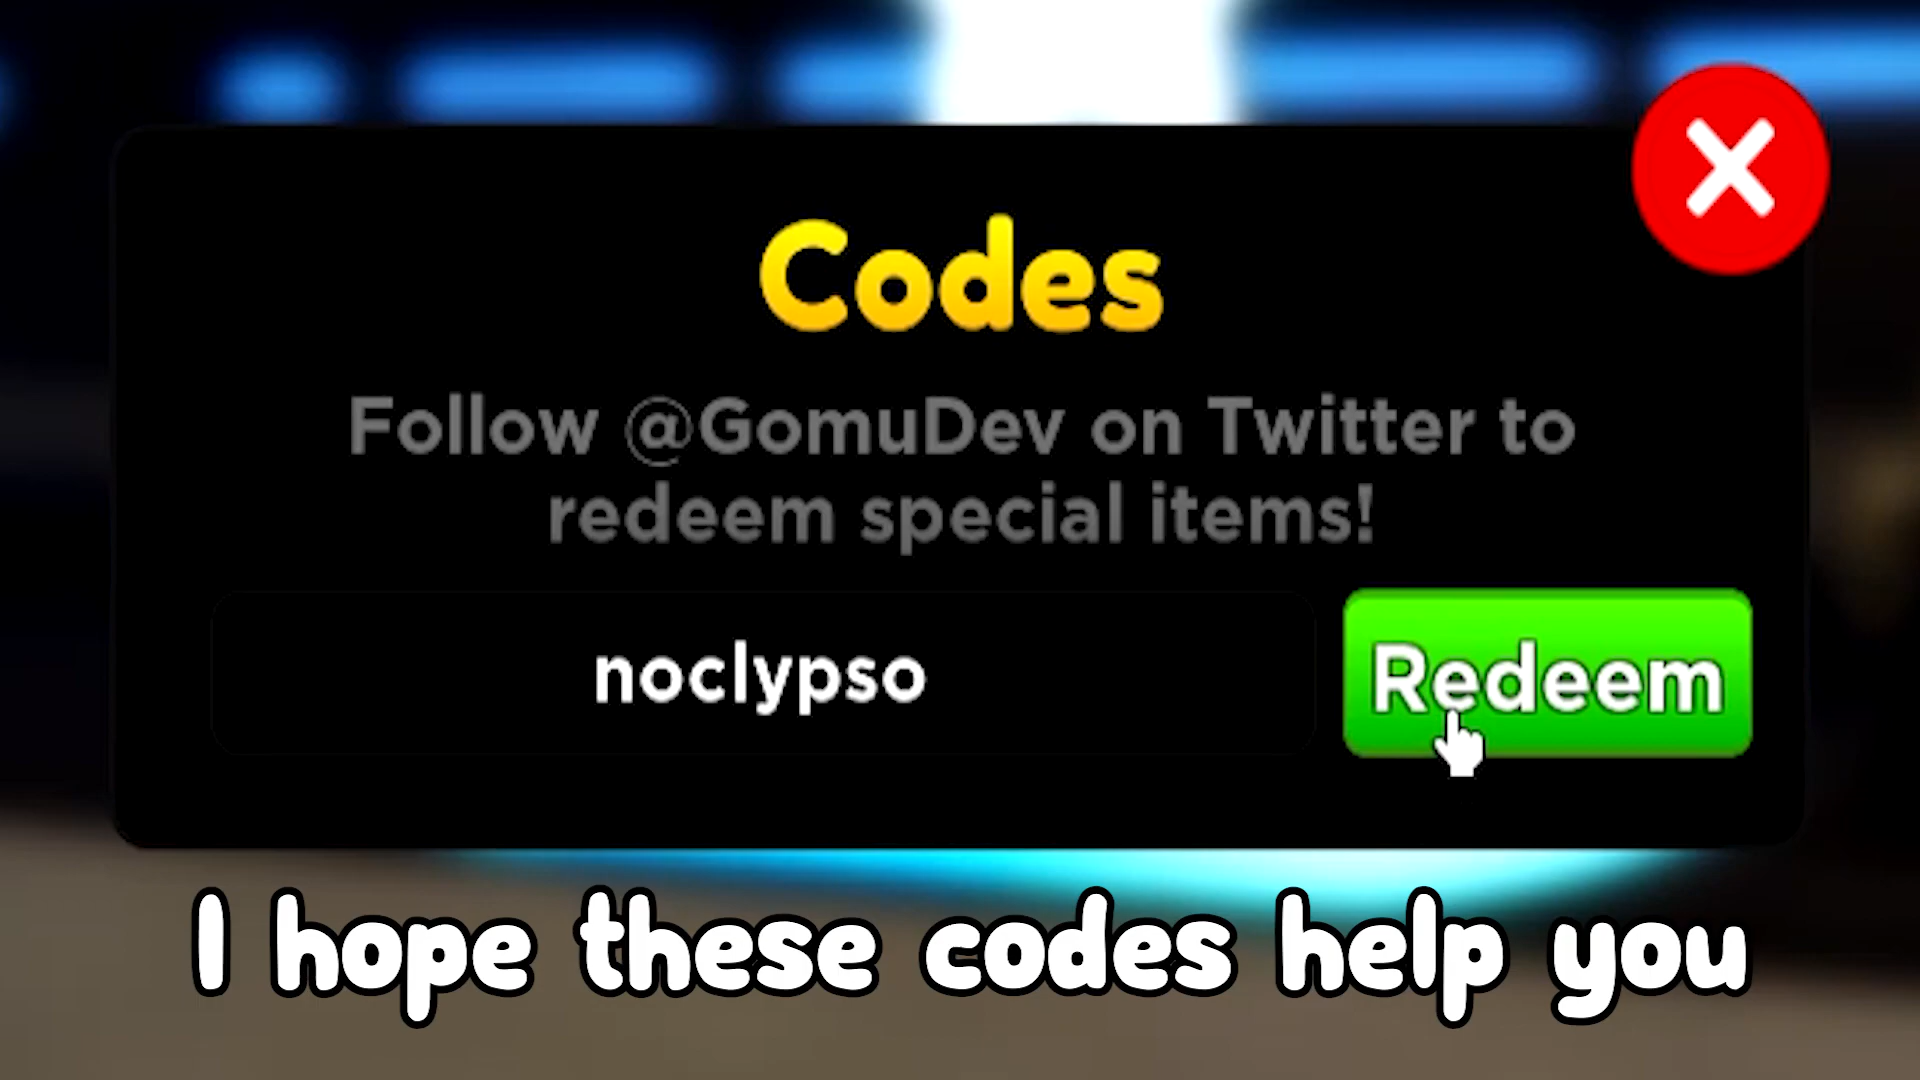 Codes
Follow @GomuDev on Twitter to
redeem special items!
noclypso
Redeem
I hope these codes help you